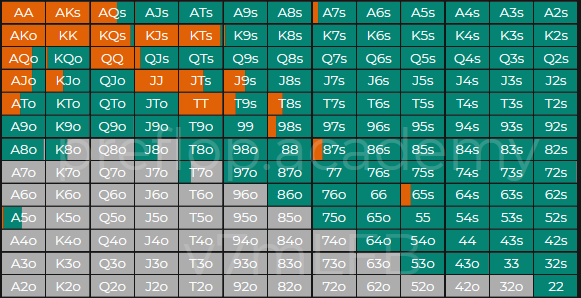 AA AKs AQs AJs ATs A9s A8s A7s A6s A5s A4s A3s A2s
AKo KK KQs KJs KTs K9s K8s K7s K6s K5s K4s K3s K2s
AQo KQo QQ QJs QTs Q9s Q8s Q7s Q6s Q5s Q4s Q3s Q2s
AJo KJo QJo JJ JTs J9s J8s J7s J6s J5s J4s J3s J2s
ATo KTo QTo JTo TT T9s T8s T7s T6s T5s T4s T3s T2s
A9o K9o Q9o J9o T9o 99 98s 97s 96s 95s 94s 93s 92s
A8o K8o Q8o J8o T8o 98o 88 87s 86s 85s 84s 83s 82s
A7o K7o Q7o J7o T7o 97o 87o 77 76s 75s 74s 73s 72s
A6o K6o Q6o J6o T6o 96o 86o 76o 66 65s 64s 63s 62s
A5o K5o Q5o J5o T5o 95o 85o 75o 65o 55 54s 53s 52s
A4o K4o Q4o J4o T4o 94o 84o 74o 64o 54o 44 43s 42s
A3o K3o Q3o J3o T3o 93o 83o 73o 63o 53o 43o 33 32s
A2o K2o Q2o J2o T2o 92o 82o 72o 62o 52o 42o 32o 22
preflop.academy